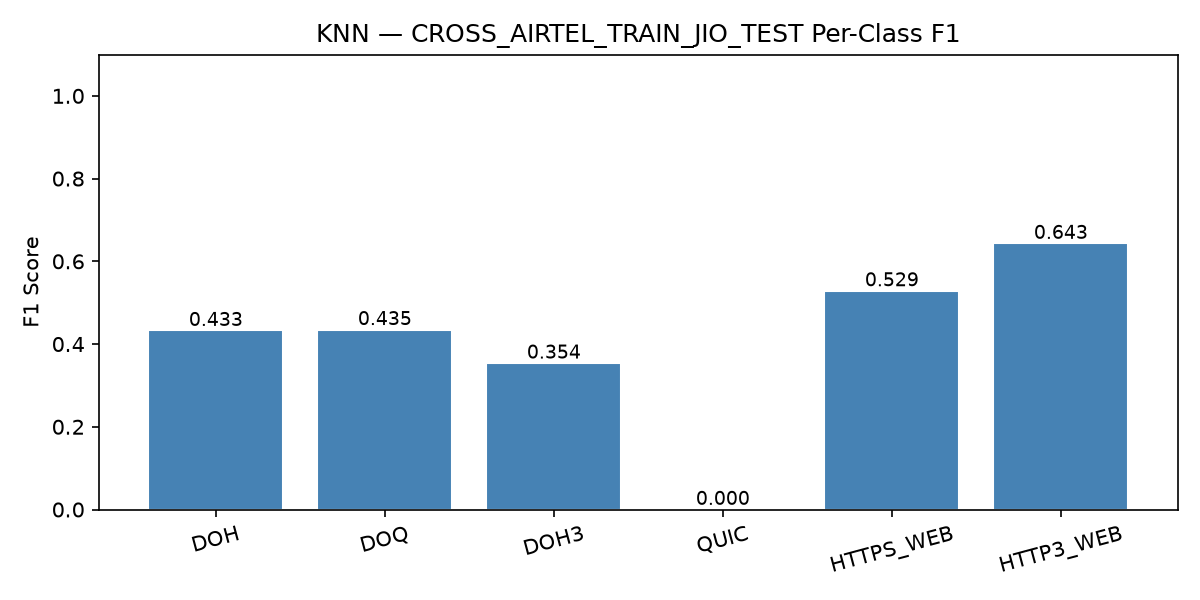 KNN — CROSS_AIRTEL_TRAIN_JIO_TEST Per-Class F1
F1 Score
1.0
0.8
0.6
0.4
0.2
0.0
0.433
0.435
0.354
0.000
0.529
0.643
DOH
DOQ
DOH3
QUIC
HTTPS_WEB
HTTP3_WEB